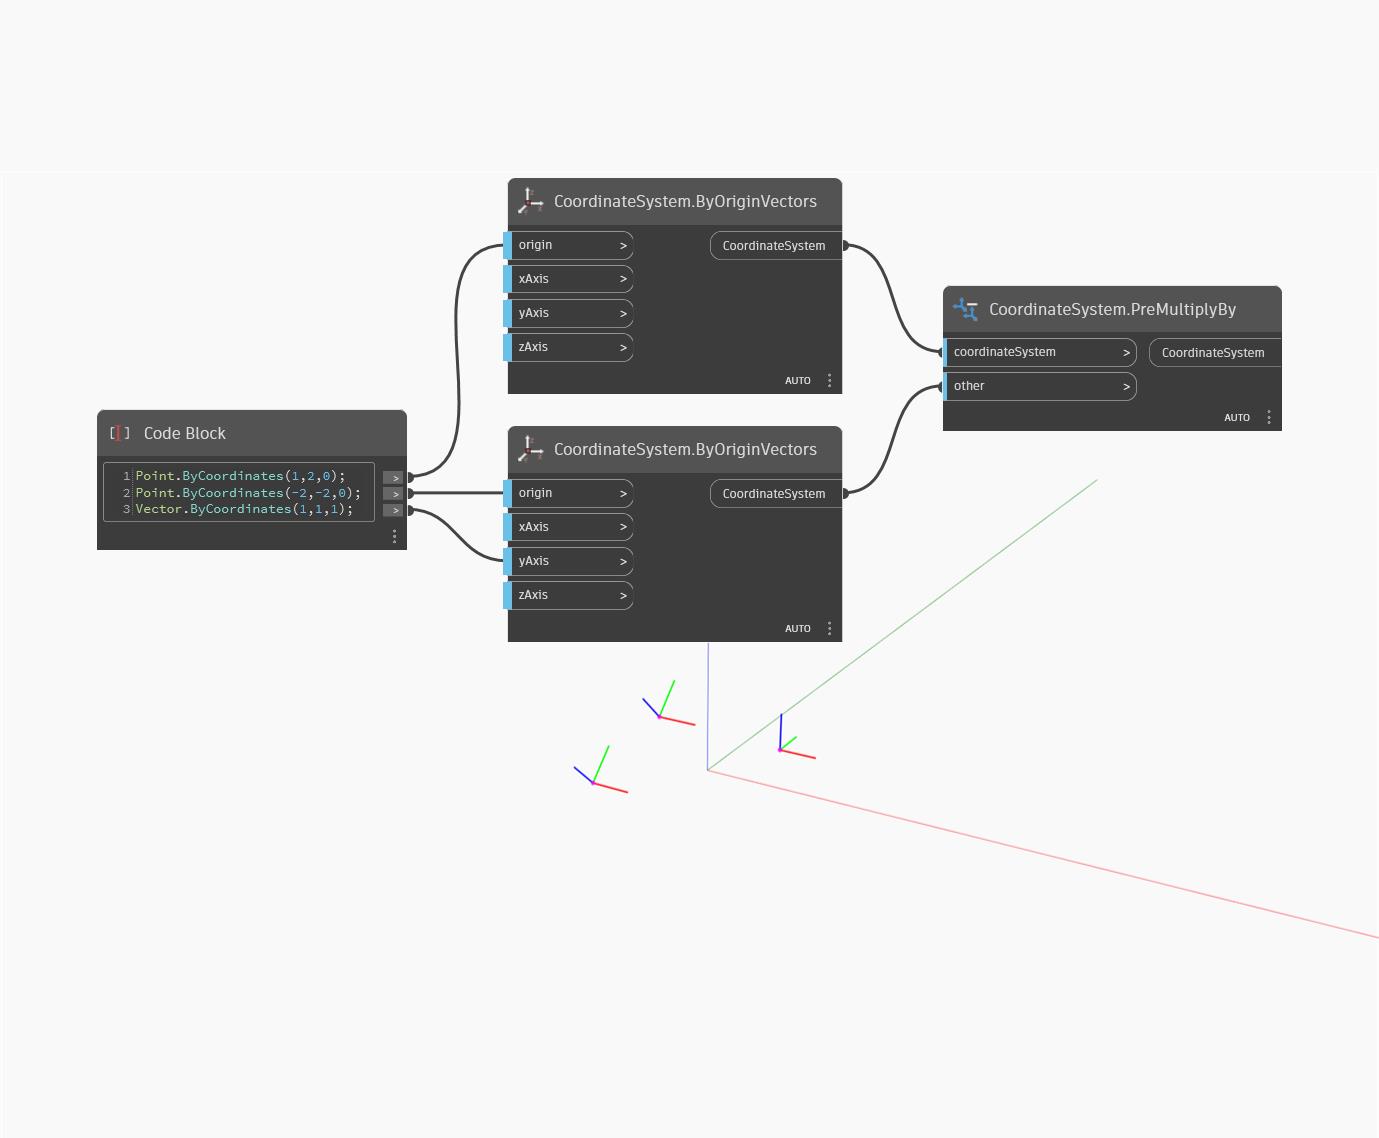 CoordinateSystem.ByOriginVectors
origin >
CoordinateSystem
xAxis >
yAxis >
zAxis >
AUTO
CoordinateSystem.PreMultiplyBy
coordinateSystem >
CoordinateSystem
other >
AUTO
Code Block
1 Point.ByCoordinates(1,2,0); >
2 Point.ByCoordinates(-2,-2,0); >
3 Vector.ByCoordinates(1,1,1); >
CoordinateSystem.ByOriginVectors
origin >
CoordinateSystem
xAxis >
yAxis >
zAxis >
AUTO